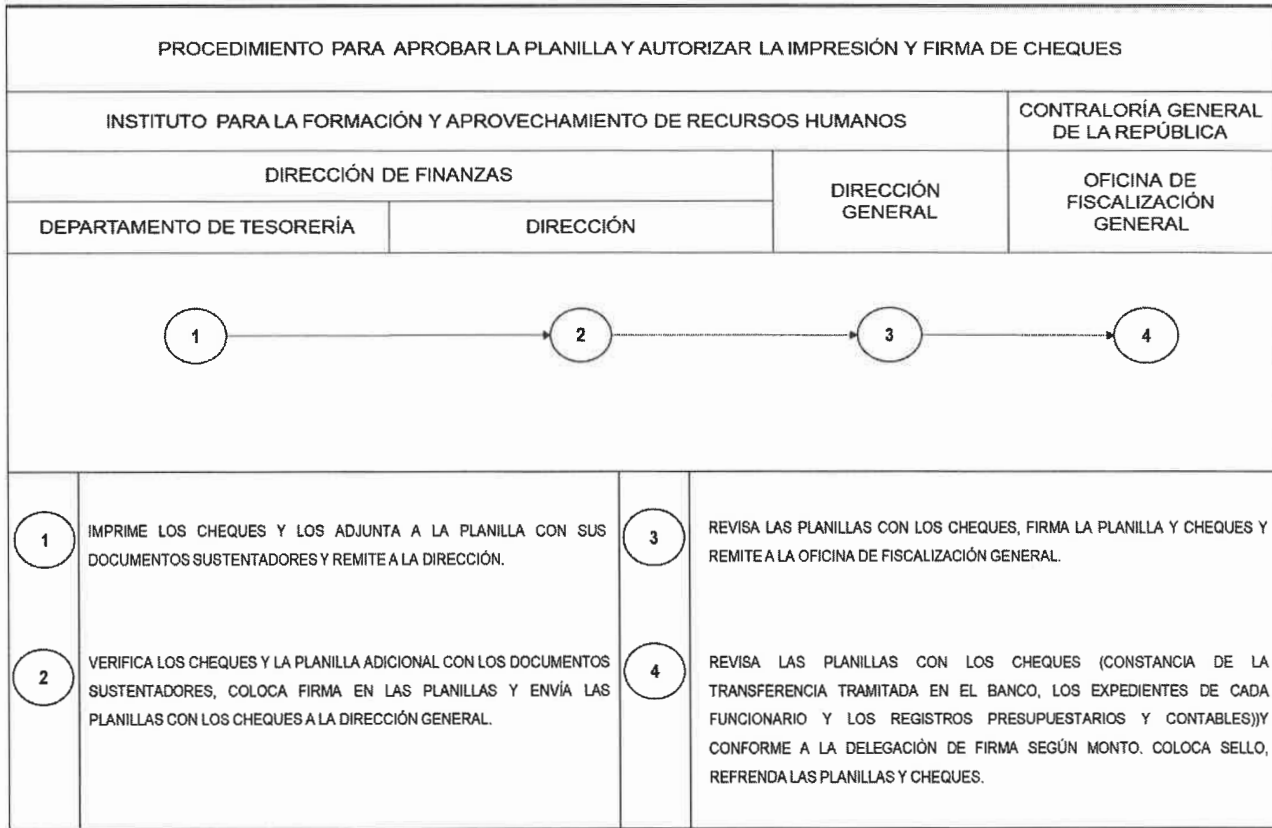 PROCEDIMIENTO PARA APROBAR LA PLANILLA Y AUTORIZAR LA IMPRESIÓN Y FIRMA DE CHEQUES
INSTITUTO PARA LA FORMACIÓN Y APROVECHAMIENTO DE RECURSOS HUMANOS
CONTRALORÍA GENERAL
DE LA REPÚBLICA
DIRECCIÓN DE FINANZAS
DIRECCIÓN
GENERAL
OFICINA DE
FISCALIZACIÓN
GENERAL
DEPARTAMENTO DE TESORERÍA
DIRECCIÓN
1
2
3
4
1
IMPRIME LOS CHEQUES Y LOS ADJUNTA A LA PLANILLA CON SUS
DOCUMENTOS SUSTENTADORES Y REMITE A LA DIRECCIÓN.
2
VERIFICA LOS CHEQUES Y LA PLANILLA ADICIONAL CON LOS DOCUMENTOS
SUSTENTADORES, COLOCA FIRMA EN LAS PLANILLAS Y ENVÍA LAS
PLANILLAS CON LOS CHEQUES A LA DIRECCIÓN GENERAL.
3
REVISA LAS PLANILLAS CON LOS CHEQUES, FIRMA LA PLANILLA Y CHEQUES Y
REMITE A LA OFICINA DE FISCALIZACIÓN GENERAL.
4
REVISA LAS PLANILLAS CON LOS CHEQUES (CONSTANCIA DE LA
TRANSFERENCIA TRAMITADA EN EL BANCO, LOS EXPEDIENTES DE CADA
FUNCIONARIO Y LOS REGISTROS PRESUPUESTARIOS Y CONTABLES))Y
CONFORME A LA DELEGACIÓN DE FIRMA SEGÚN MONTO. COLOCA SELLO,
REFRENDA LAS PLANILLAS Y CHEQUES.